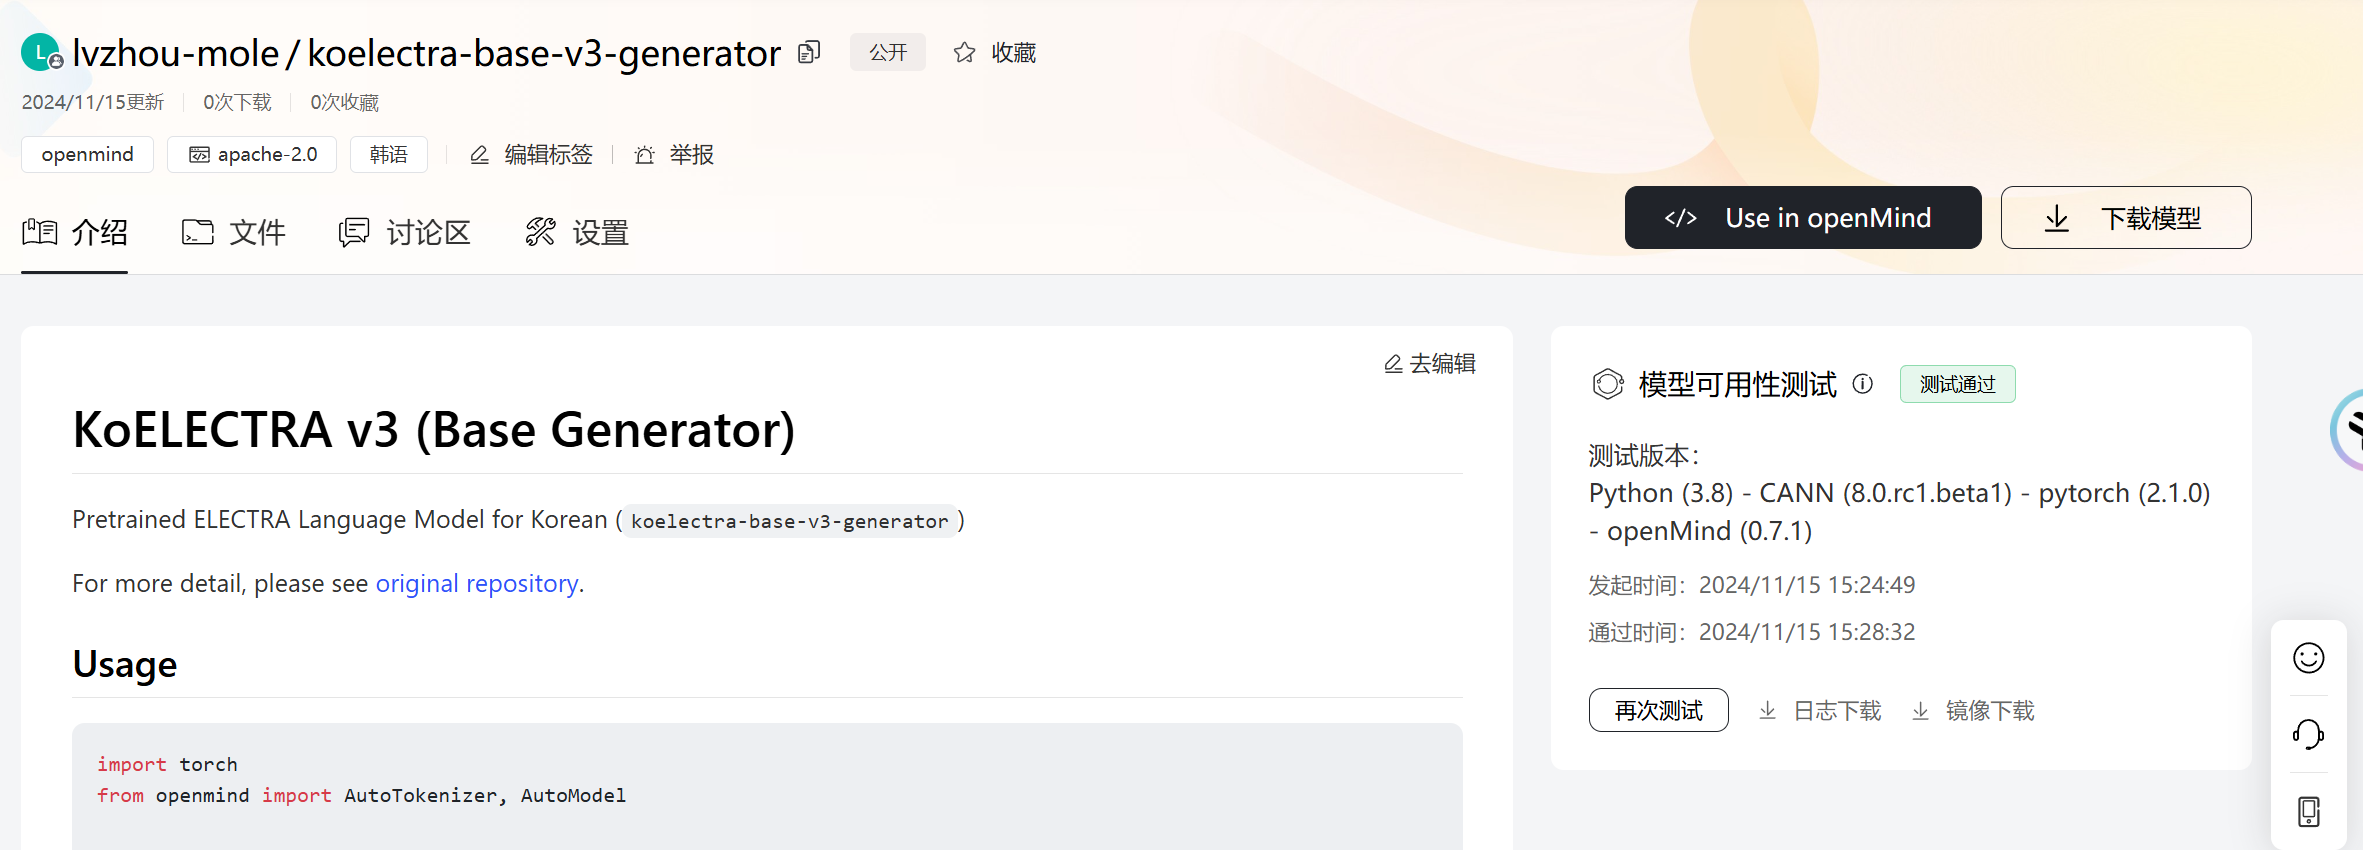 L lvzhou-mole / koelectra-base-v3-generator 公开 收藏
2024/11/15更新 0次下载 0次收藏
openmind apache-2.0 韩语 编辑标签 举报
介绍 文件 讨论区 设置
</> Use in openMind 下载模型
去编辑
KoELECTRA v3 (Base Generator)
Pretrained ELECTRA Language Model for Korean ( koelectra-base-v3-generator )
For more detail, please see original repository.
Usage
import torch
from openmind import AutoTokenizer, AutoModel
模型可用性测试 测试通过
测试版本：
Python (3.8) - CANN (8.0.rc1.beta1) - pytorch (2.1.0)
- openMind (0.7.1)
发起时间：2024/11/15 15:24:49
通过时间：2024/11/15 15:28:32
再次测试 日志下载 镜像下载